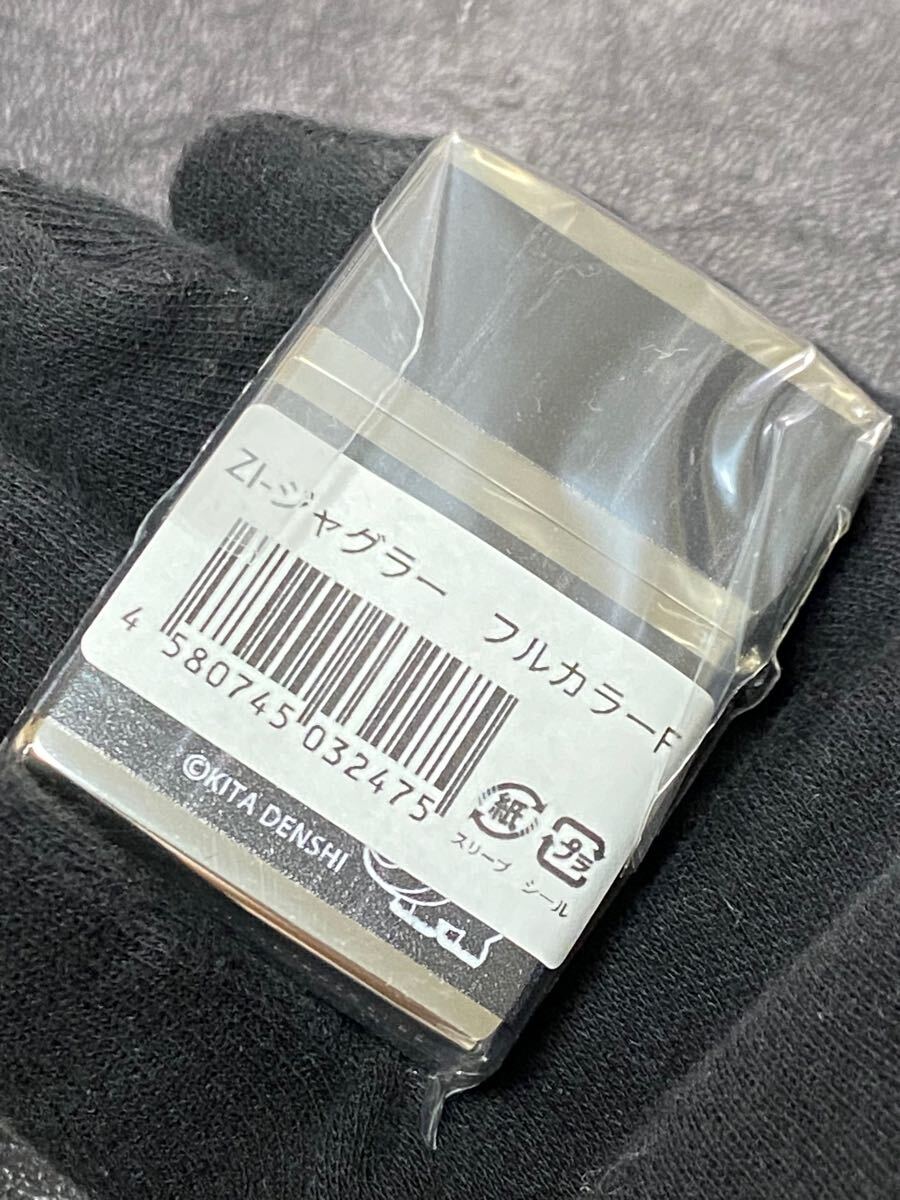 ZI-ジャグラー　フルカラーF
4 580745 032475
紙
プラ
スリーブ シール
©KITA DENSHI